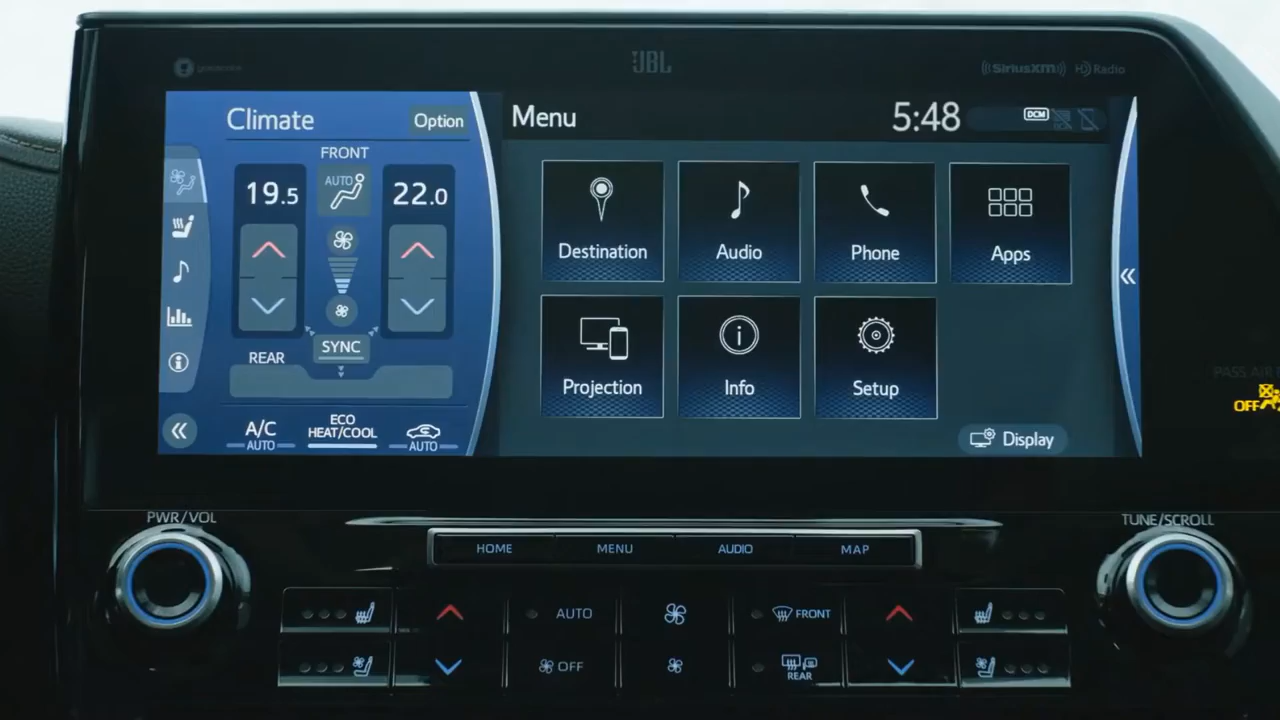 JBL
SiriusXM
HD Radio
Climate
Option
FRONT
AUTO
19.5
22.0
SYNC
REAR
A/C
AUTO
ECO
HEAT/COOL
AUTO
Menu
5:48
DCM
Destination
Audio
Phone
Apps
Projection
Info
Setup
Display
PASS AIR
OFF
PWR/VOL
TUNE/SCROLL
HOME
MENU
AUDIO
MAP
AUTO
FRONT
OFF
REAR